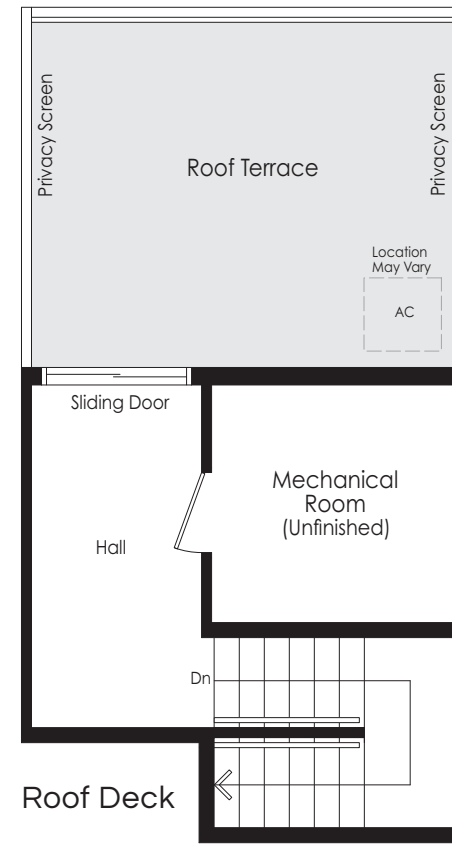 Privacy Screen
Privacy Screen
Roof Terrace
Location
May Vary
AC
Sliding Door
Mechanical
Room
(Unfinished)
Hall
Dn
Roof Deck